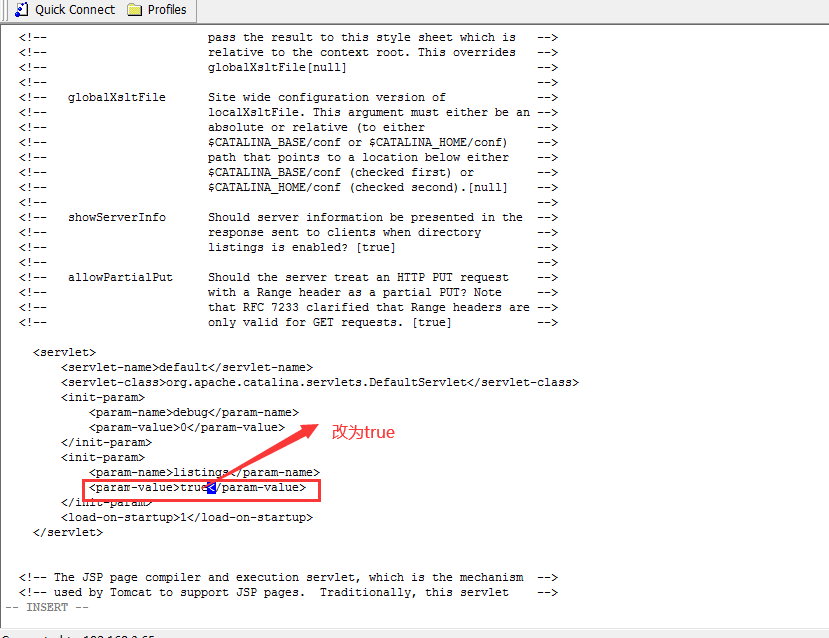 Quick Connect Profiles
<!-- pass the result to this style sheet which is -->
<!-- relative to the context root. This overrides -->
<!-- globalXsltFile[null] -->
<!-- -->
<!-- globalXsltFile Site wide configuration version of -->
<!-- localXsltFile. This argument must either be an -->
<!-- absolute or relative (to either -->
<!-- $CATALINA_BASE/conf or $CATALINA_HOME/conf) -->
<!-- path that points to a location below either -->
<!-- $CATALINA_BASE/conf (checked first) or -->
<!-- $CATALINA_HOME/conf (checked second).[null] -->
<!-- -->
<!-- showServerInfo Should server information be presented in the -->
<!-- response sent to clients when directory -->
<!-- listings is enabled? [true] -->
<!-- -->
<!-- allowPartialPut Should the server treat an HTTP PUT request -->
<!-- with a Range header as a partial PUT? Note -->
<!-- that RFC 7233 clarified that Range headers are -->
<!-- only valid for GET requests. [true] -->
<servlet>
<servlet-name>default</servlet-name>
<servlet-class>org.apache.catalina.servlets.DefaultServlet</servlet-class>
<init-param>
<param-name>debug</param-name>
<param-value>0</param-value>
改为true
</init-param>
<init-param>
<param-name>listings</param-name>
<param-value>true</param-value>
</init-param>
<load-on-startup>1</load-on-startup>
</servlet>
<!-- The JSP page compiler and execution servlet, which is the mechanism -->
<!-- used by Tomcat to support JSP pages. Traditionally, this servlet -->
-- INSERT --